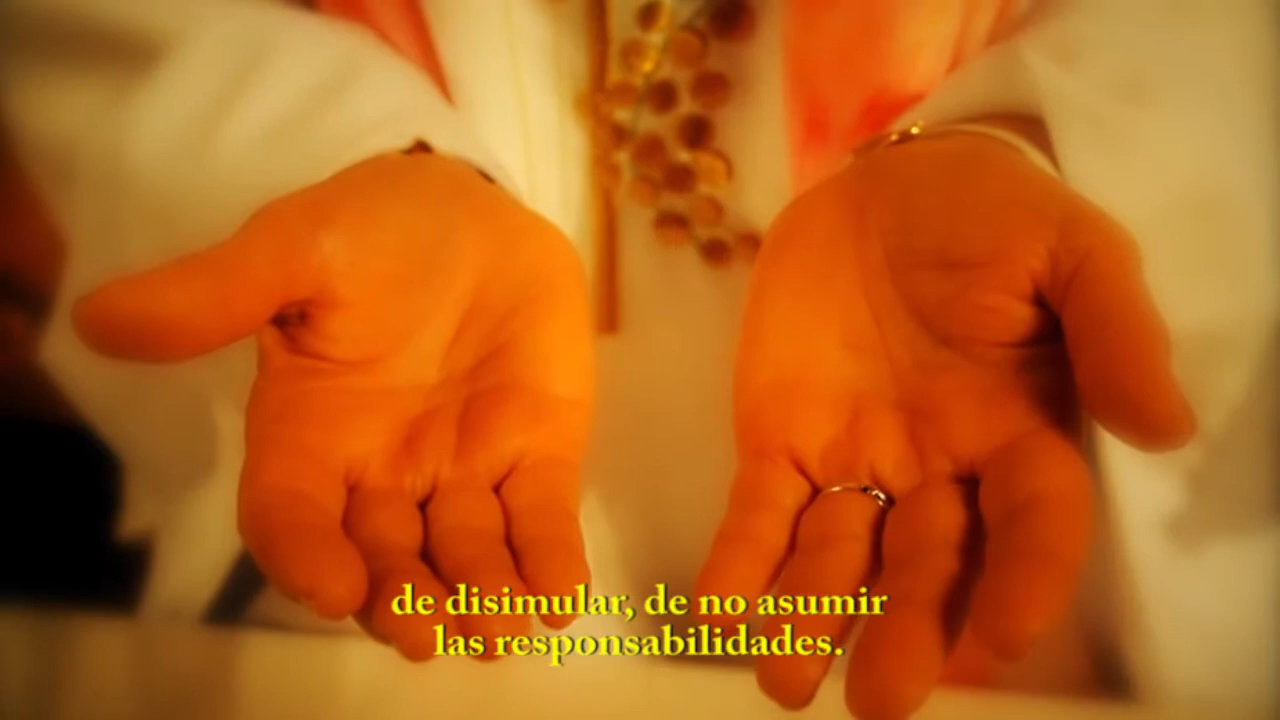 de disimular, de no asumir
las responsabilidades.